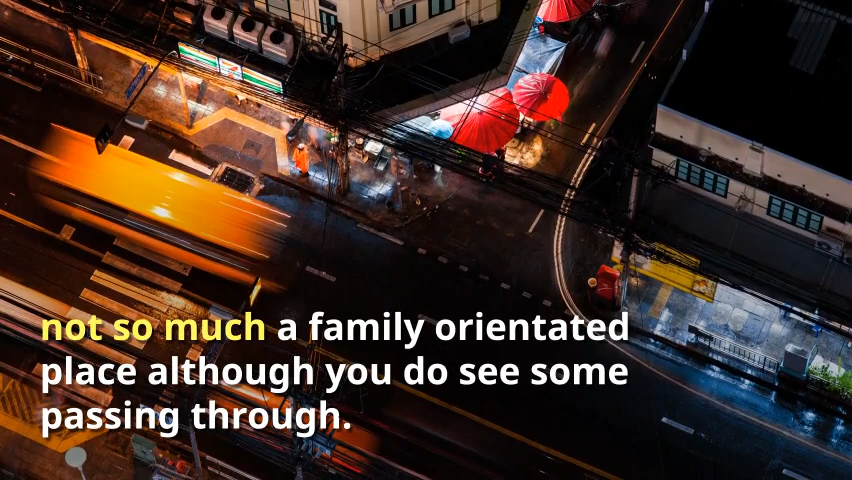 not so much a family orientated
place although you do see some
passing through.